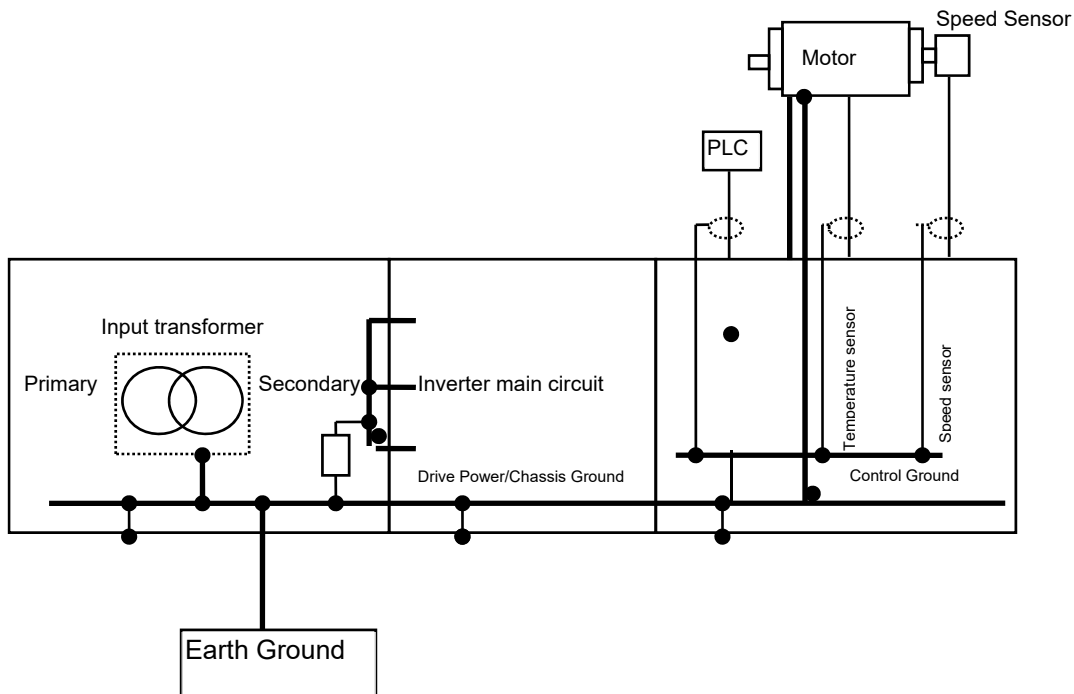 Speed Sensor
Motor
PLC
Input transformer
Primary
Secondary
Inverter main circuit
Temperature sensor
Speed sensor
Drive Power/Chassis Ground
Control Ground
Earth Ground